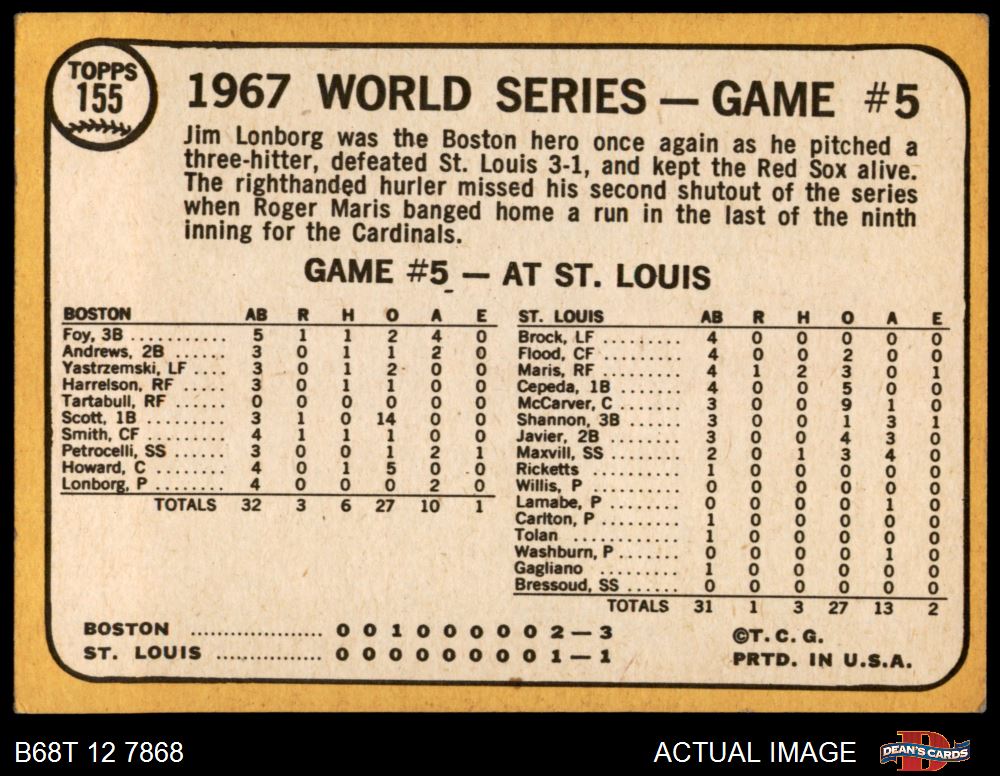 TOPPS
155
1967 WORLD SERIES — GAME #5
Jim Lonborg was the Boston hero once again as he pitched a
three-hitter, defeated St. Louis 3-1, and kept the Red Sox alive.
The righthanded hurler missed his second shutout of the series
when Roger Maris banged home a run in the last of the ninth
inning for the Cardinals.
GAME #5 — AT ST. LOUIS
BOSTON AB R H O A E
Foy, 3B ........... 5 1 1 2 4 0
Andrews, 2B ...... 3 0 1 1 2 0
Yastrzemski, LF .... 3 0 1 2 0 0
Harrelson, RF ..... 3 0 1 1 0 0
Tartabull, RF ...... 0 0 0 0 0 0
Scott, 1B .......... 3 1 0 14 0 0
Smith, CF ......... 4 1 1 1 0 0
Petrocelli, SS ...... 3 0 0 1 2 1
Howard, C ........ 4 0 1 5 0 0
Lonborg, P ........ 4 0 0 0 2 0
TOTALS 32 3 6 27 10 1
ST. LOUIS AB R H O A E
Brock, LF ......... 4 0 0 0 0 0
Flood, CF ......... 4 0 0 2 0 0
Maris, RF ......... 4 1 2 3 0 1
Cepeda, 1B ....... 4 0 0 5 0 0
McCarver, C ....... 3 0 0 9 1 0
Shannon, 3B ...... 3 0 0 1 3 1
Javier, 2B ......... 3 0 0 4 3 0
Maxvill, SS ........ 2 0 1 3 4 0
Ricketts .......... 1 0 0 0 0 0
Willis, P .......... 0 0 0 0 0 0
Lamabe, P ........ 0 0 0 0 1 0
Carlton, P ......... 1 0 0 0 0 0
Tolan ............ 1 0 0 0 0 0
Washburn, P ....... 0 0 0 0 1 0
Gagliano ......... 1 0 0 0 0 0
Bressoud, SS ...... 0 0 0 0 0 0
TOTALS 31 1 3 27 13 2
BOSTON .................. 0 0 1 0 0 0 0 0 2 — 3
ST. LOUIS .............. 0 0 0 0 0 0 0 0 1 — 1
©T. C. G.
PRTD. IN U.S.A.
B68T 12 7868
ACTUAL IMAGE
D
DEAN'S CARDS